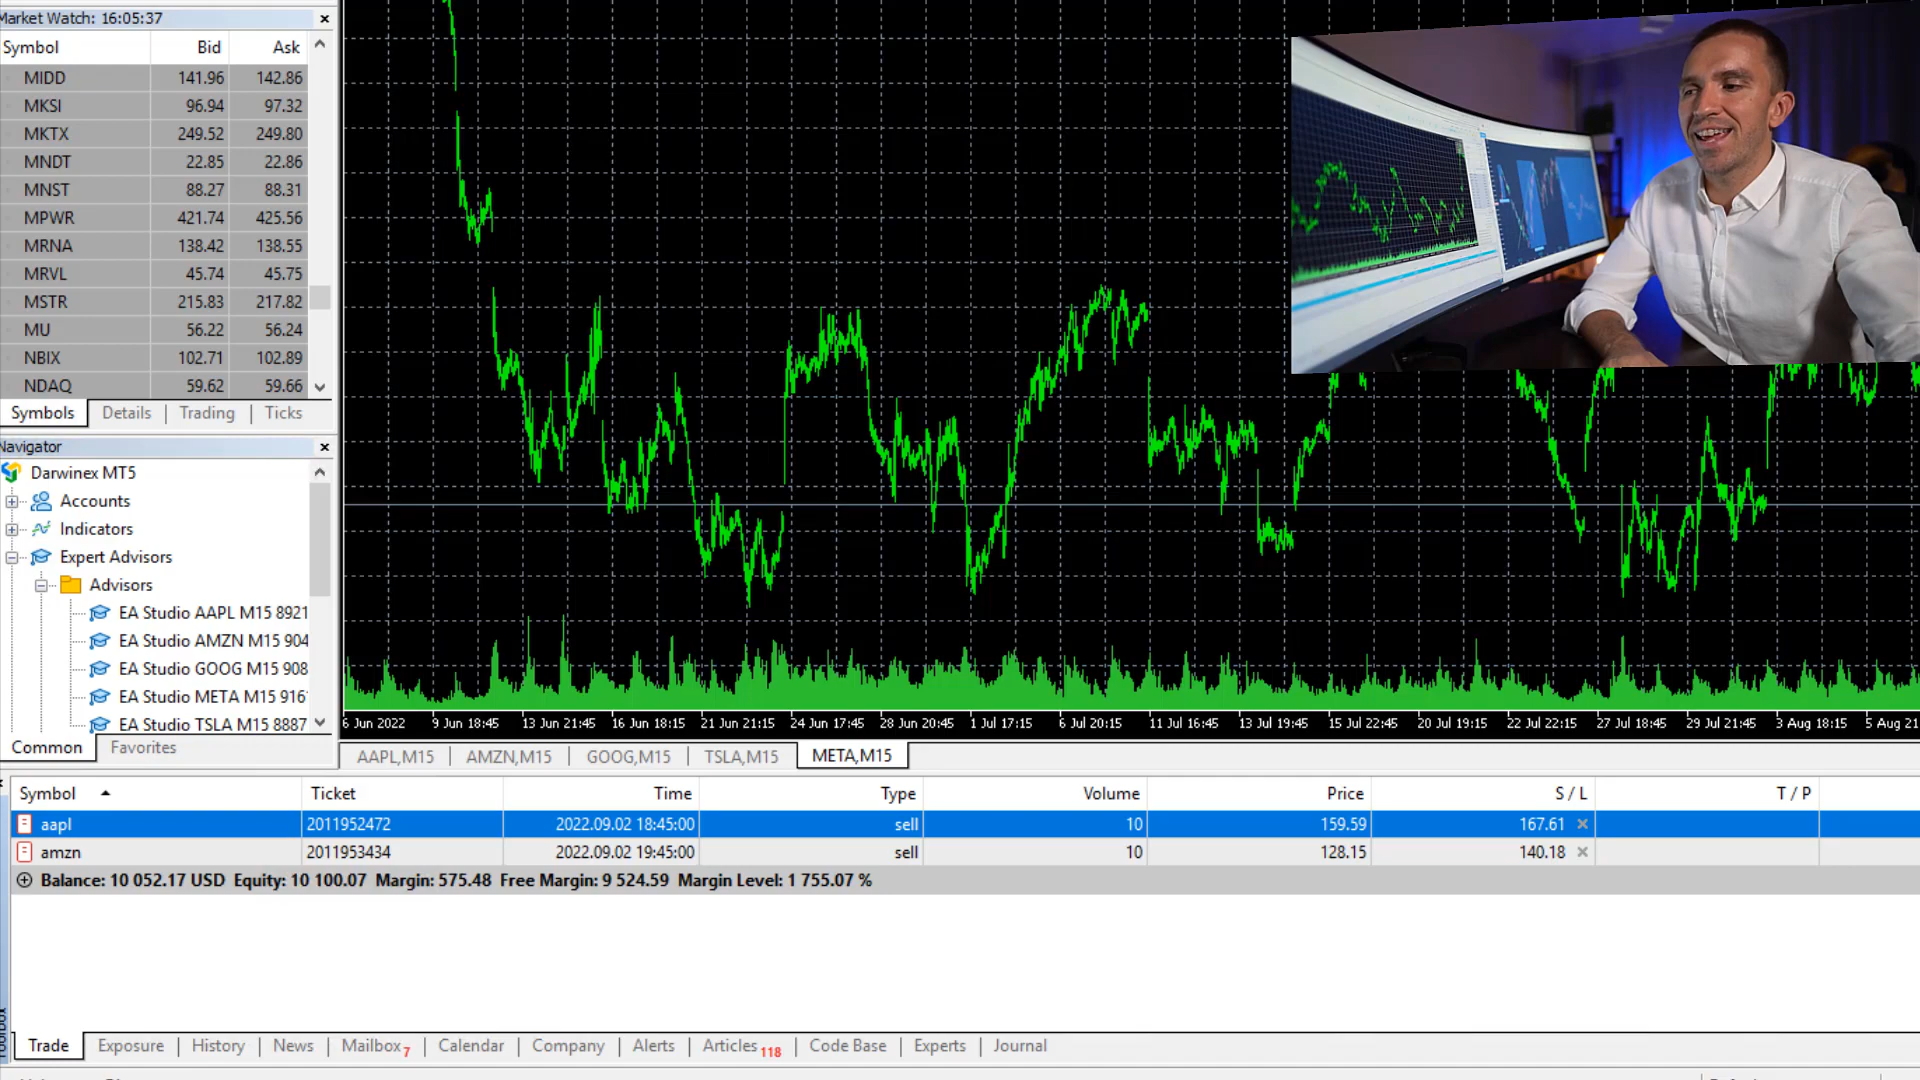 Market Watch: 16:05:37
Symbol Bid Ask
MIDD 141.96 142.86
MKSI 96.94 97.32
MKTX 249.52 249.80
MNDT 22.85 22.86
MNST 88.27 88.31
MPWR 421.74 425.56
MRNA 138.42 138.55
MRVL 45.74 45.75
MSTR 215.83 217.82
MU 56.22 56.24
NBIX 102.71 102.89
NDAQ 59.62 59.66
Symbols Details Trading Ticks
Navigator
Darwinex MT5
Accounts
Indicators
Expert Advisors
Advisors
EA Studio AAPL M15 8921
EA Studio AMZN M15 904
EA Studio GOOG M15 908
EA Studio META M15 916
EA Studio TSLA M15 8887
Common Favorites
6 Jun 2022 9 Jun 18:45 13 Jun 21:45 16 Jun 18:15 21 Jun 21:15 24 Jun 17:45 28 Jun 20:45 1 Jul 17:15 6 Jul 20:15 11 Jul 16:45 13 Jul 19:45 15 Jul 22:45 20 Jul 19:15 22 Jul 22:15 27 Jul 18:45 29 Jul 21:45 3 Aug 18:15 5 Aug 21
AAPL,M15 AMZN,M15 GOOG,M15 TSLA,M15 META,M15
Symbol Ticket Time Type Volume Price S / L T / P
aapl 2011952472 2022.09.02 18:45:00 sell 10 159.59 167.61
amzn 2011953434 2022.09.02 19:45:00 sell 10 128.15 140.18
Balance: 10 052.17 USD Equity: 10 100.07 Margin: 575.48 Free Margin: 9 524.59 Margin Level: 1 755.07 %
Trade Exposure History News Mailbox 7 Calendar Company Alerts Articles 118 Code Base Experts Journal